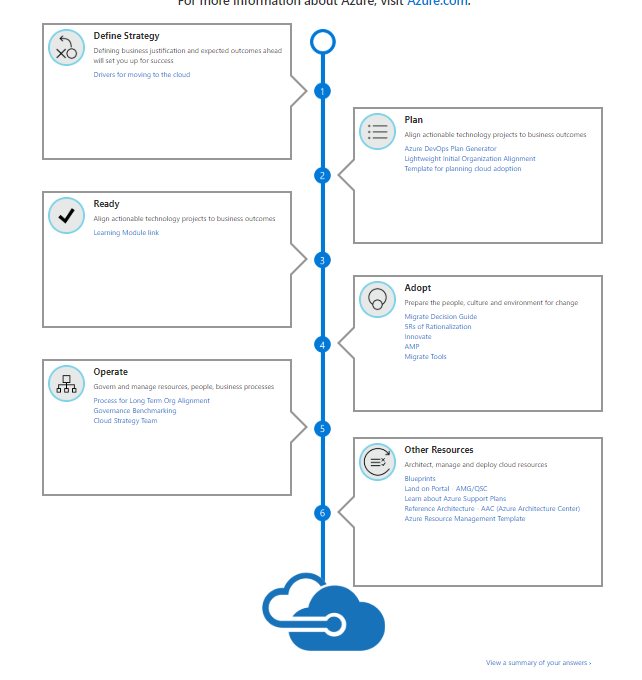 For more information about Azure, visit Azure.com.
Define Strategy
Defining business justification and expected outcomes ahead
will set you up for success
Drivers for moving to the cloud
1
Plan
Align actionable technology projects to business outcomes
Azure DevOps Plan Generator
Lightweight Initial Organization Alignment
Template for planning cloud adoption
2
Ready
Align actionable technology projects to business outcomes
Learning Module link
3
Adopt
Prepare the people, culture and environment for change
Migrate Decision Guide
5Rs of Rationalization
Innovate
AMP
Migrate Tools
4
Operate
Govern and manage resources, people, business processes
Process for Long Term Org Alignment
Governance Benchmarking
Cloud Strategy Team
5
Other Resources
Architect, manage and deploy cloud resources
Blueprints
Land on Portal - AMG/QSC
Learn about Azure Support Plans
Reference Architecture - AAC (Azure Architecture Center)
Azure Resource Management Template
6
View a summary of your answers ›